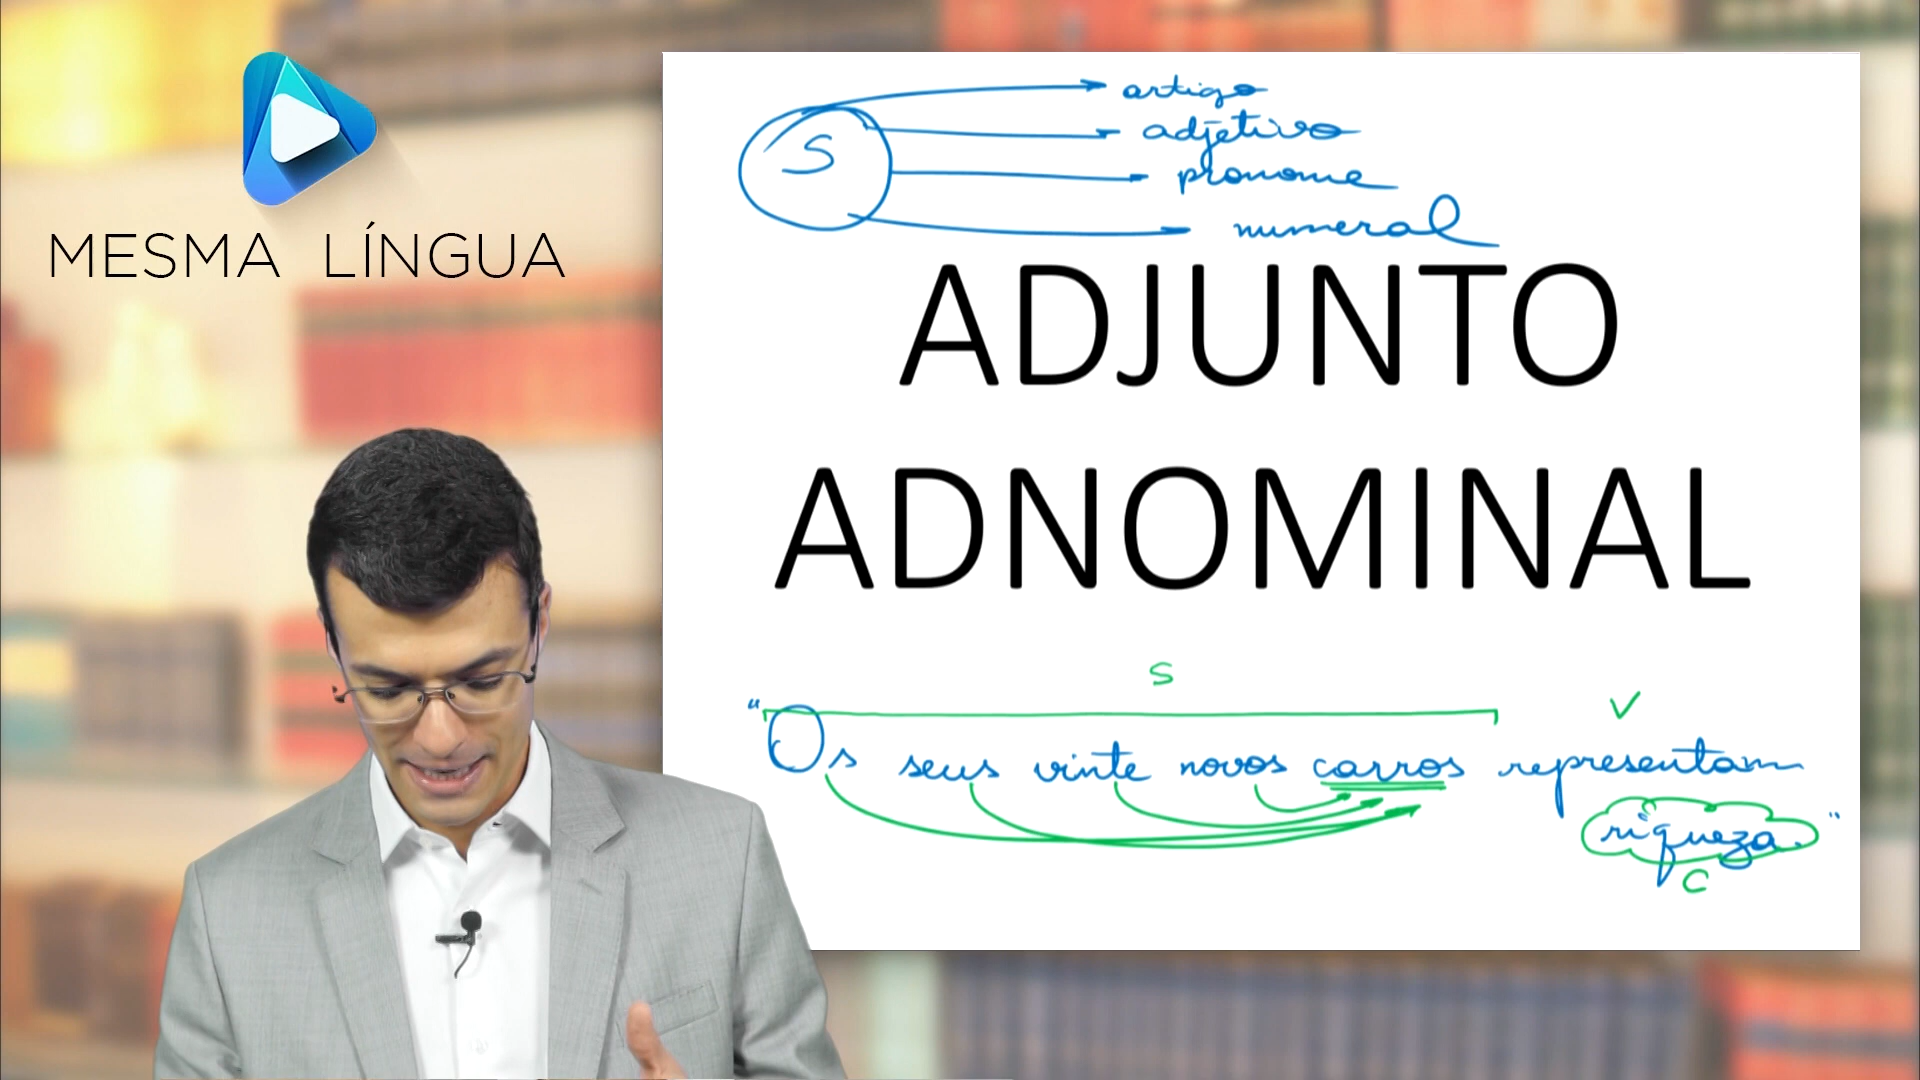 MESMA LÍNGUA
S
artigo
adjetivo
pronome
numeral
ADJUNTO
ADNOMINAL
S
V
"Os seus vinte novos carros representam
riqueza."
C